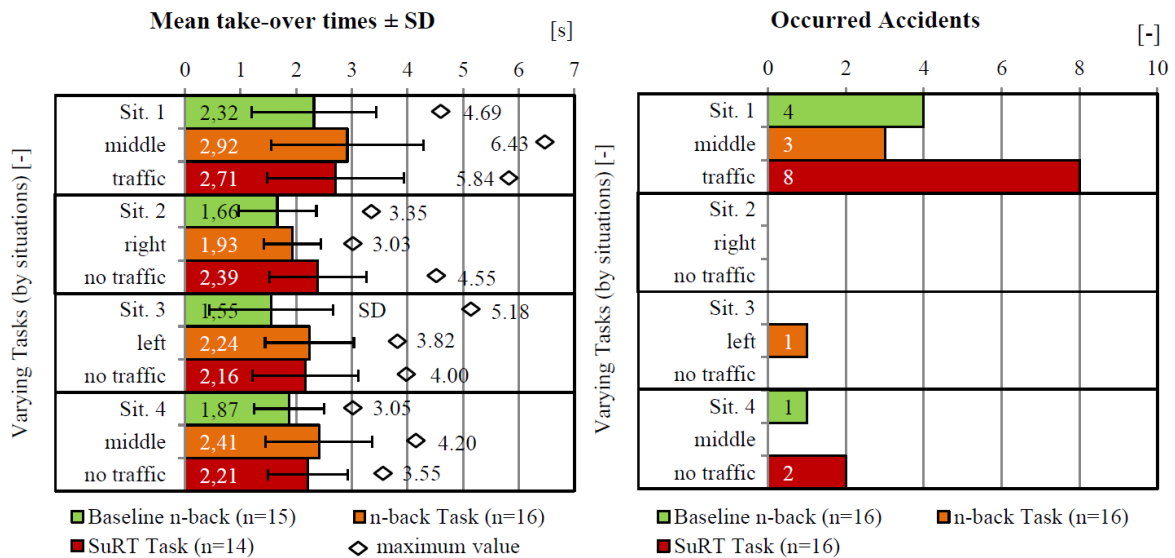 Mean take-over times ± SD
[s]
0 1 2 3 4 5 6 7
Varying Tasks (by situations) [-]
Sit. 1 2,32 4.69
middle 2,92 6.43
traffic 2,71 5.84
Sit. 2 1,66 3.35
right 1,93 3.03
no traffic 2,39 4.55
Sit. 3 1,55 SD 5.18
left 2,24 3.82
no traffic 2,16 4.00
Sit. 4 1,87 3.05
middle 2,41 4.20
no traffic 2,21 3.55
Baseline n-back (n=15) n-back Task (n=16)
SuRT Task (n=14) maximum value
Occurred Accidents
[-]
0 2 4 6 8 10
Varying Tasks (by situations) [-]
Sit. 1 4
middle 3
traffic 8
Sit. 2
right
no traffic
Sit. 3
left 1
no traffic
Sit. 4 1
middle
no traffic 2
Baseline n-back (n=16) n-back Task (n=16)
SuRT Task (n=16)